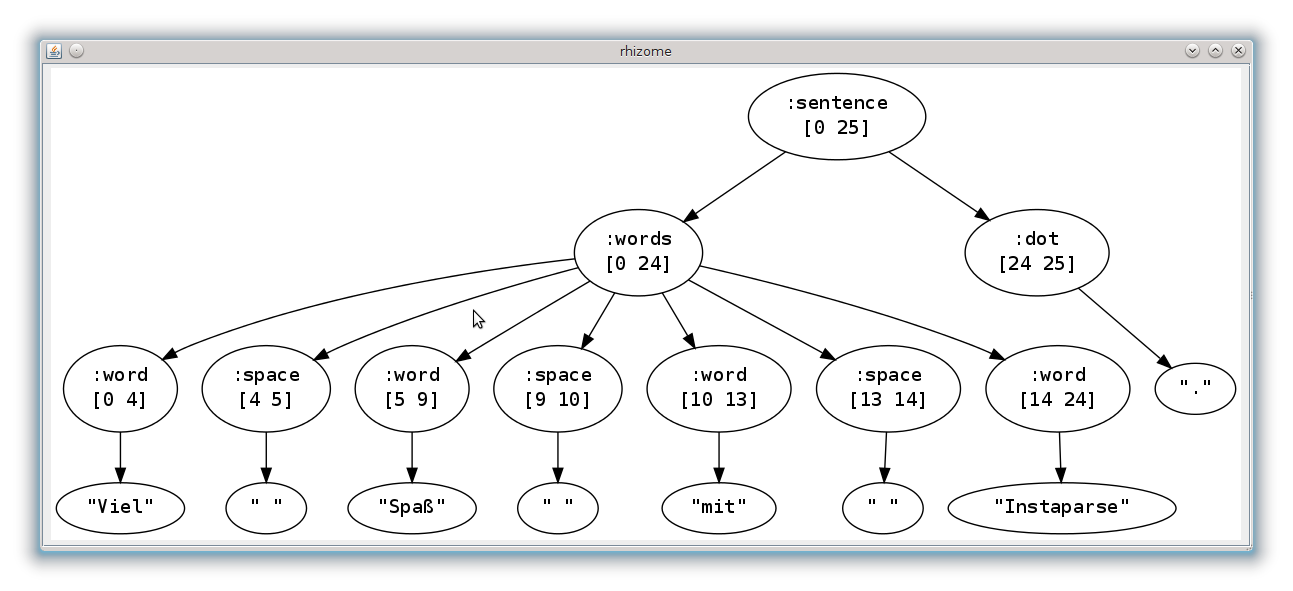 rhizome
:sentence
[0 25]
:words
[0 24]
:dot
[24 25]
:word
[0 4]
:space
[4 5]
:word
[5 9]
:space
[9 10]
:word
[10 13]
:space
[13 14]
:word
[14 24]
"."
"Viel"
" "
"Spaß"
" "
"mit"
" "
"Instaparse"